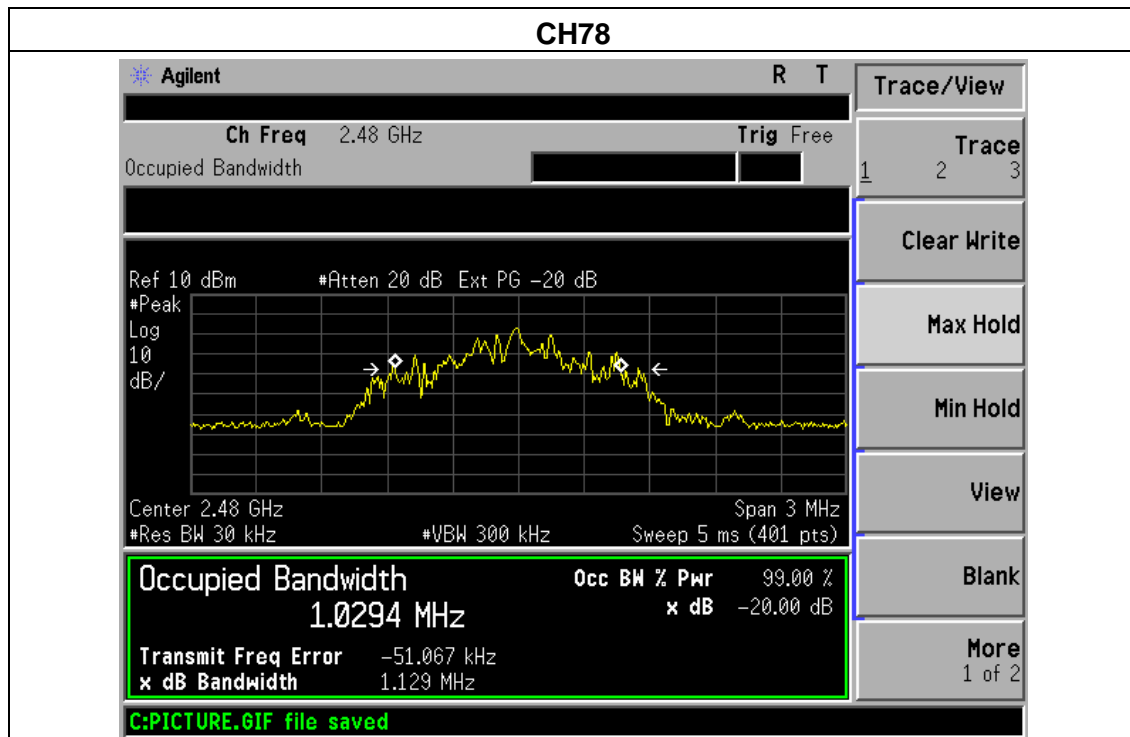 CH78
Agilent R T
Trace/View
Ch Freq 2.48 GHz Trig Free
Occupied Bandwidth
Trace
1 2 3
Clear Write
Ref 10 dBm #Atten 20 dB Ext PG -20 dB
#Peak
Log
10
dB/
Max Hold
Min Hold
View
Center 2.48 GHz Span 3 MHz
#Res BW 30 kHz #VBW 300 kHz Sweep 5 ms (401 pts)
Occupied Bandwidth Occ BW % Pwr 99.00 %
1.0294 MHz x dB -20.00 dB
Blank
Transmit Freq Error -51.067 kHz
x dB Bandwidth 1.129 MHz
More
1 of 2
C:PICTURE.GIF file saved